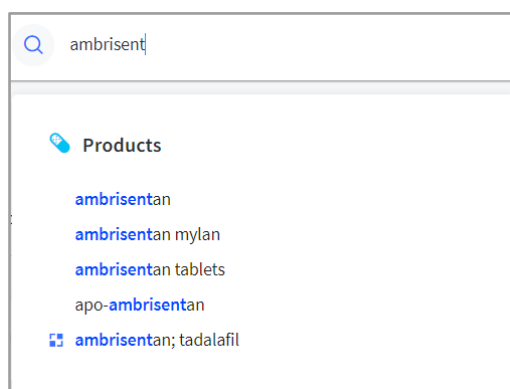 ambrisent
Products
ambrisentan
ambrisentan mylan
ambrisentan tablets
apo-ambrisentan
ambrisentan; tadalafil